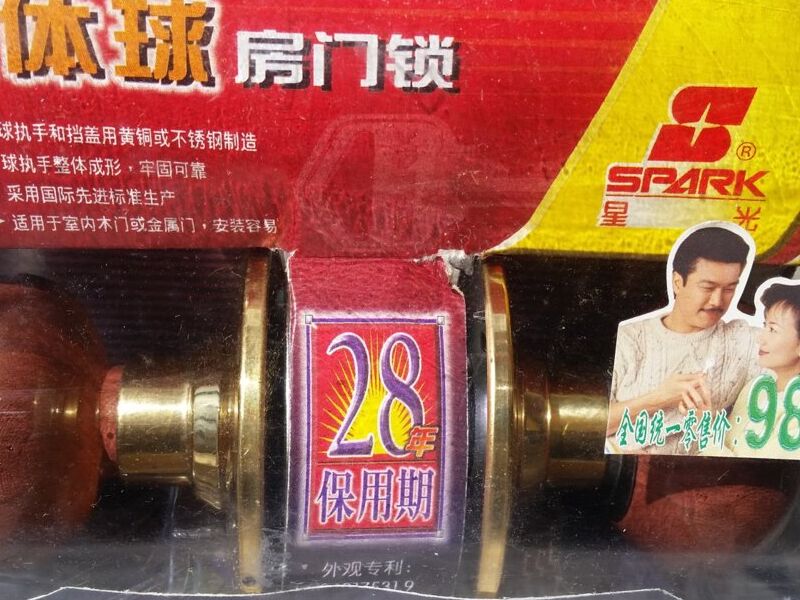 体球 房门锁
球执手和挡盖用黄铜或不锈钢制造
球执手整体成形，牢固可靠
采用国际先进标准生产
适用于室内木门或金属门，安装容易
®
SPARK
星 光
28年
保用期
全国统一零售价：98
外观专利：